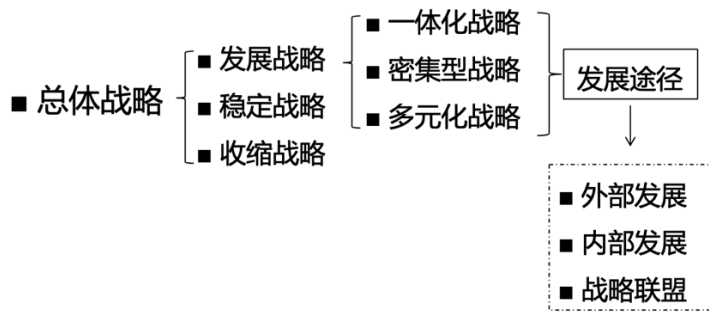 ■ 总体战略
■ 发展战略
■ 稳定战略
■ 收缩战略
■ 一体化战略
■ 密集型战略
■ 多元化战略
发展途径
■ 外部发展
■ 内部发展
■ 战略联盟